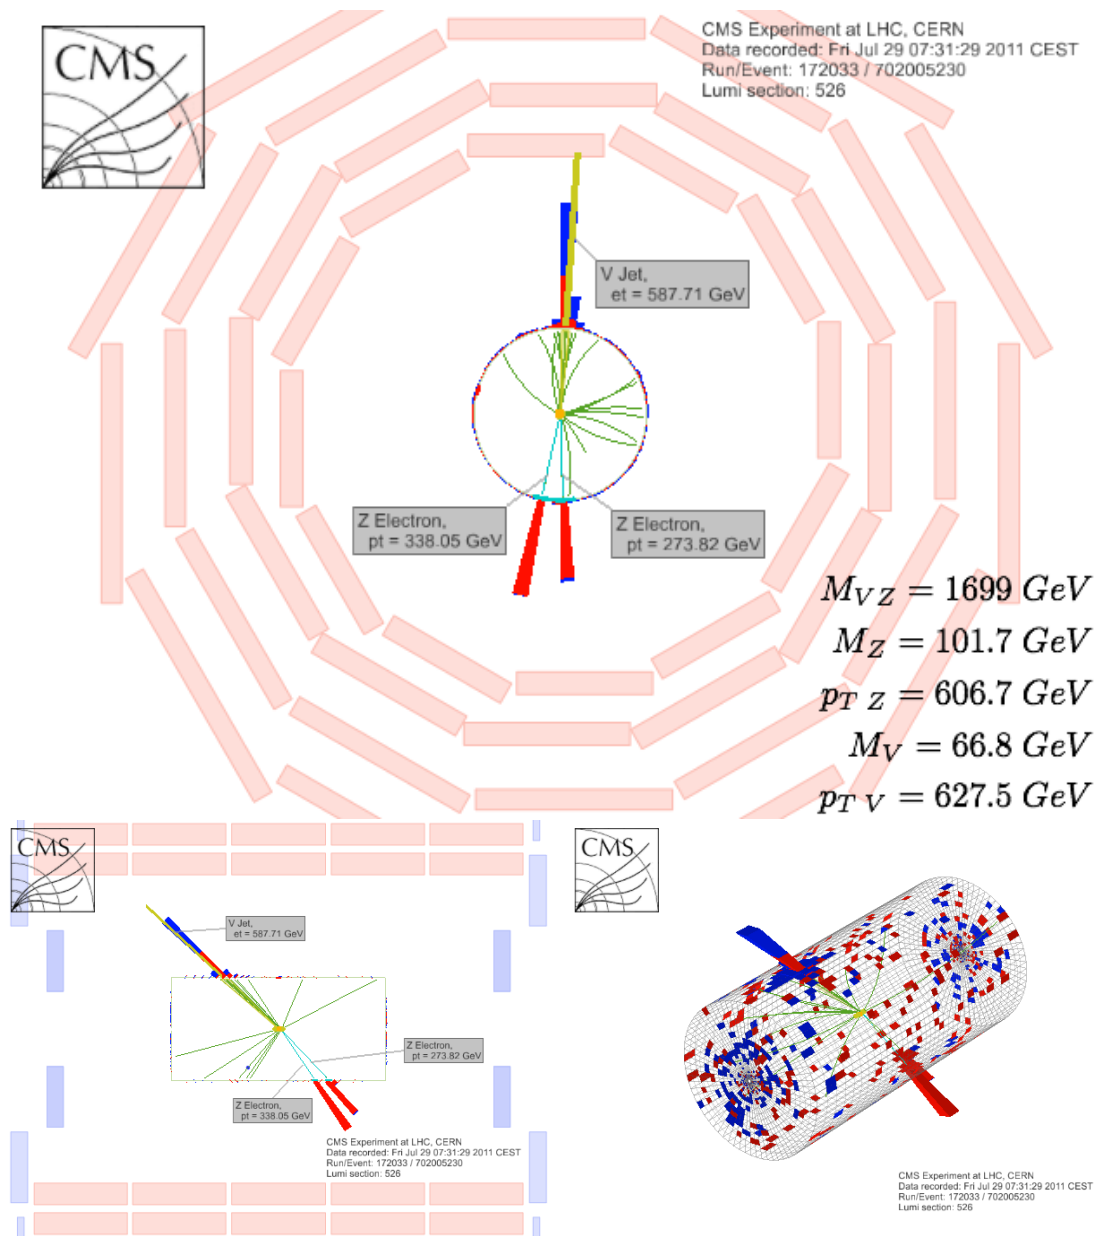 CMS
CMS Experiment at LHC, CERN
Data recorded: Fri Jul 29 07:31:29 2011 CEST
Run/Event: 172033 / 702005230
Lumi section: 526
V Jet,
et = 587.71 GeV
Z Electron,
pt = 338.05 GeV
Z Electron,
pt = 273.82 GeV
M_{VZ} = 1699 GeV
M_Z = 101.7 GeV
p_{T Z} = 606.7 GeV
M_V = 66.8 GeV
p_{T V} = 627.5 GeV
CMS
V Jet,
et = 587.71 GeV
Z Electron,
pt = 273.82 GeV
Z Electron,
pt = 338.05 GeV
CMS Experiment at LHC, CERN
Data recorded: Fri Jul 29 07:31:29 2011 CEST
Run/Event: 172033 / 702005230
Lumi section: 526
CMS
CMS Experiment at LHC, CERN
Data recorded: Fri Jul 29 07:31:29 2011 CEST
Run/Event: 172033 / 702005230
Lumi section: 526